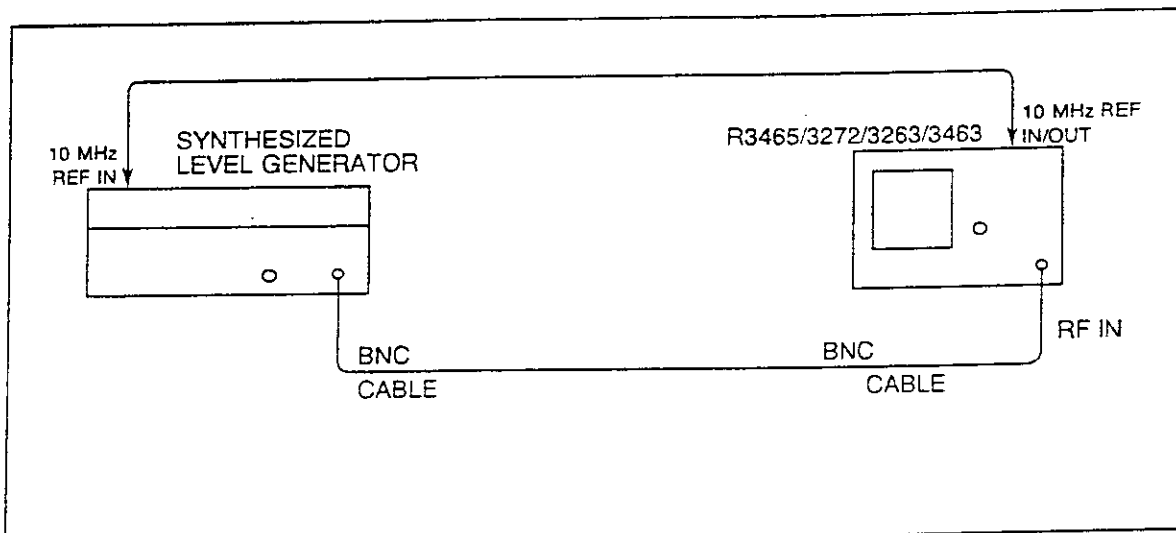 10 MHz
REF IN
SYNTHESIZED
LEVEL GENERATOR
R3465/3272/3263/3463
10 MHz REF
IN/OUT
RF IN
BNC
CABLE
BNC
CABLE